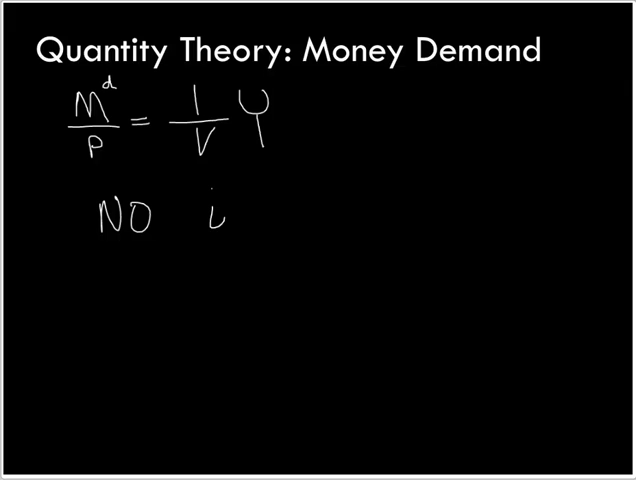 Quantity Theory: Money Demand
M^d/P = 1/V Y
NO i